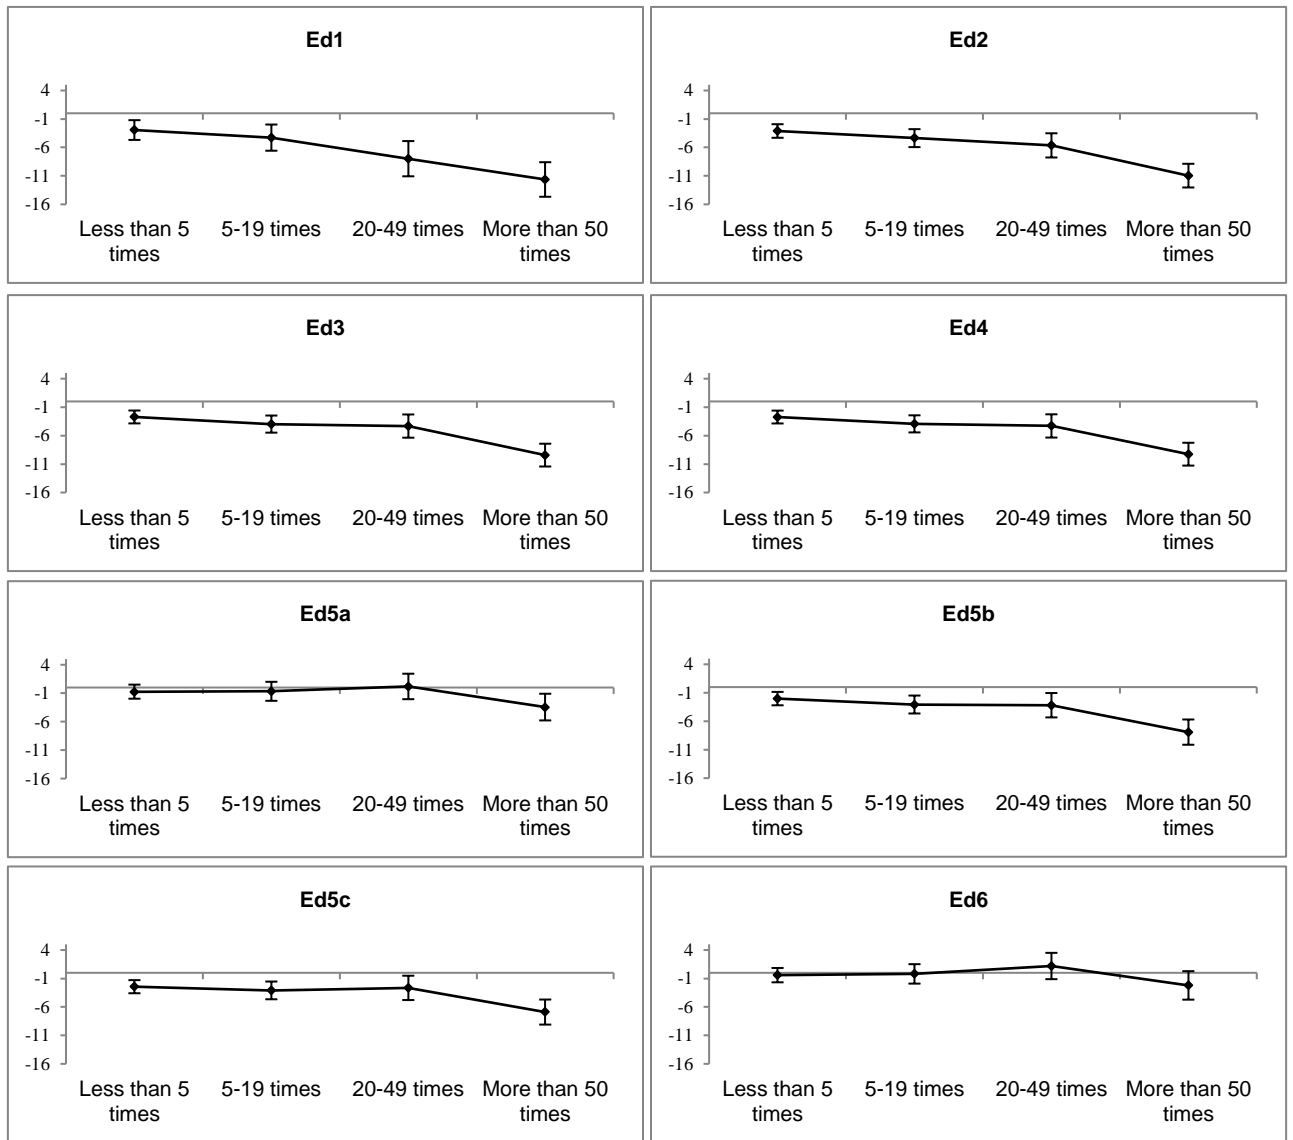 Ed1
4
-1
-6
-11
-16
Less than 5 times
5-19 times
20-49 times
More than 50 times
Ed2
4
-1
-6
-11
-16
Less than 5 times
5-19 times
20-49 times
More than 50 times
Ed3
4
-1
-6
-11
-16
Less than 5 times
5-19 times
20-49 times
More than 50 times
Ed4
4
-1
-6
-11
-16
Less than 5 times
5-19 times
20-49 times
More than 50 times
Ed5a
4
-1
-6
-11
-16
Less than 5 times
5-19 times
20-49 times
More than 50 times
Ed5b
4
-1
-6
-11
-16
Less than 5 times
5-19 times
20-49 times
More than 50 times
Ed5c
4
-1
-6
-11
-16
Less than 5 times
5-19 times
20-49 times
More than 50 times
Ed6
4
-1
-6
-11
-16
Less than 5 times
5-19 times
20-49 times
More than 50 times